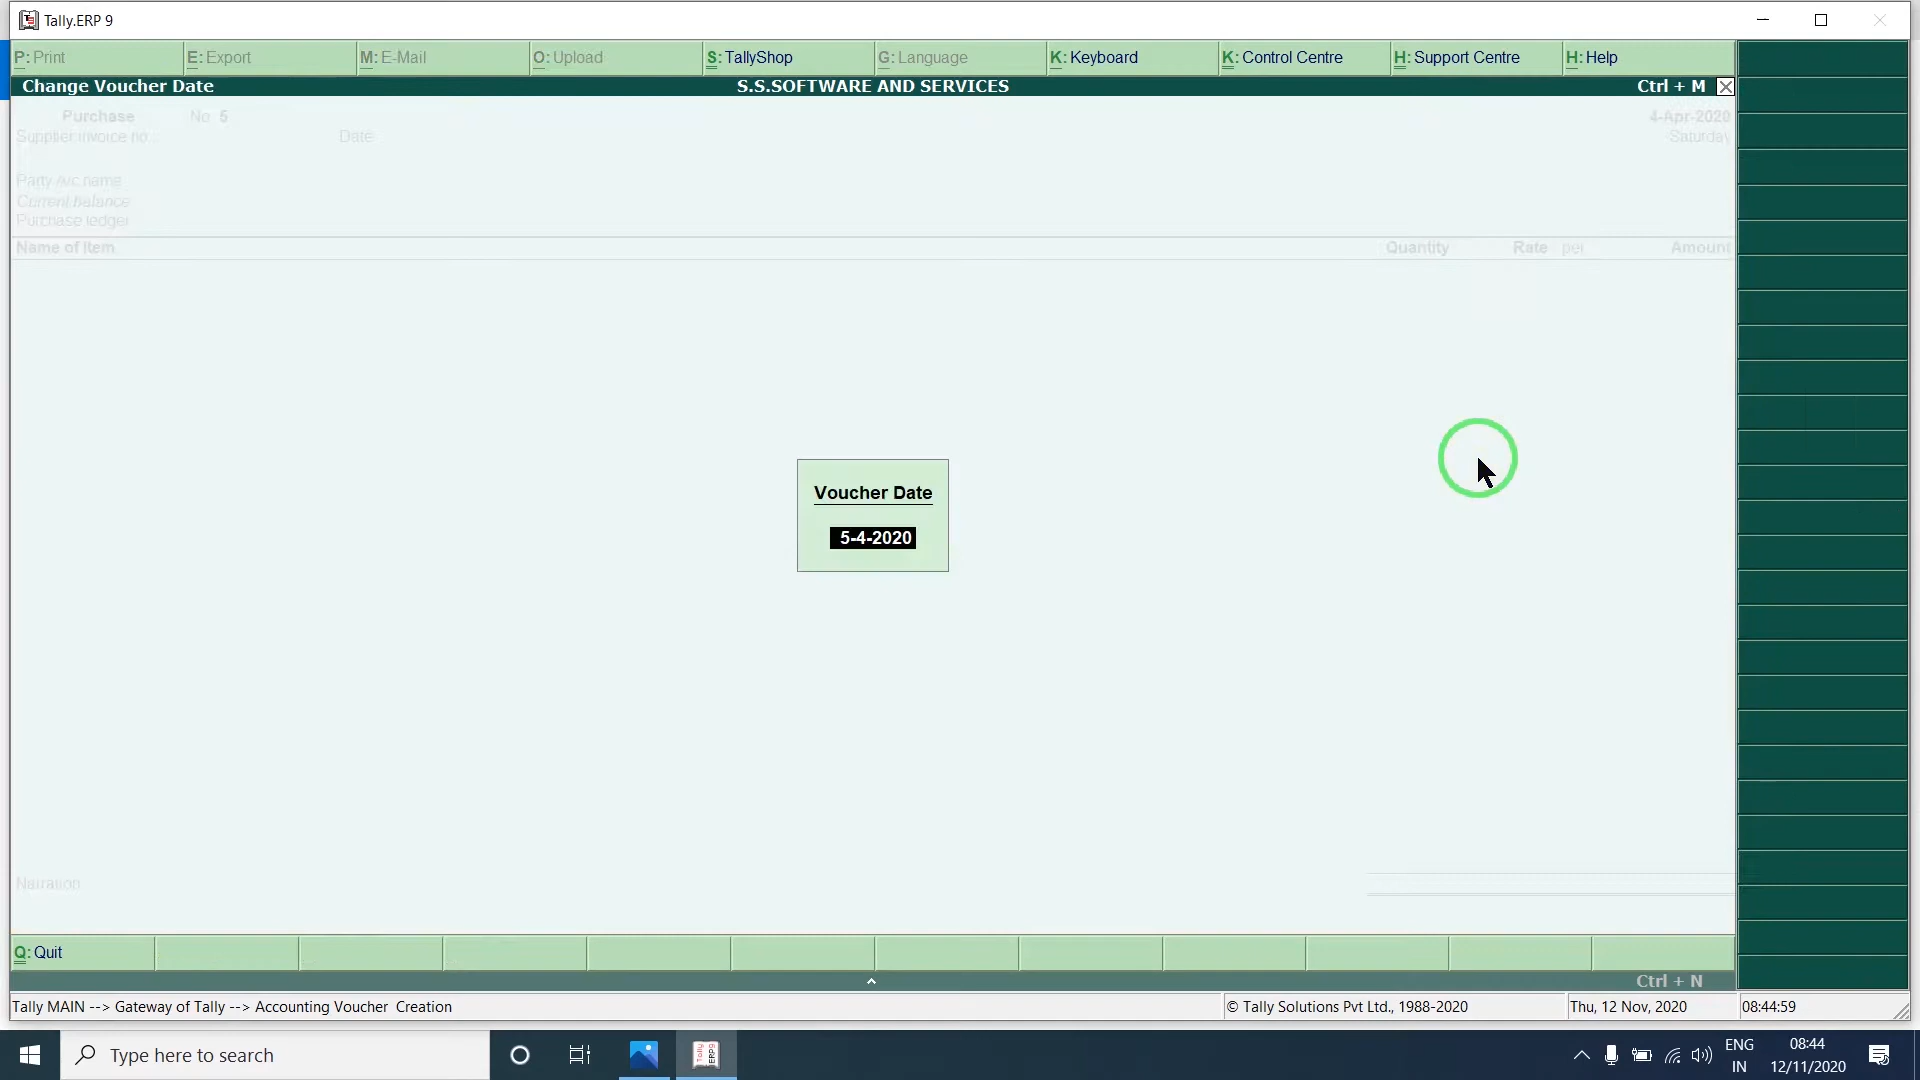 Tally.ERP 9
P: Print E: Export M: E-Mail O: Upload S: TallyShop G: Language K: Keyboard K: Control Centre H: Support Centre H: Help
Change Voucher Date S.S.SOFTWARE AND SERVICES Ctrl + M
Purchase No. 5 4-Apr-2020
Supplier invoice no. Date Saturday
Party A/c name
Current balance
Purchase ledger
Name of Item Quantity Rate per Amount
Voucher Date
5-4-2020
Narration
Q: Quit
Ctrl + N
Tally MAIN --> Gateway of Tally --> Accounting Voucher Creation © Tally Solutions Pvt Ltd., 1988-2020 Thu, 12 Nov, 2020 08:44:59
Type here to search
Tally ERP9
ENG 08:44
IN 12/11/2020